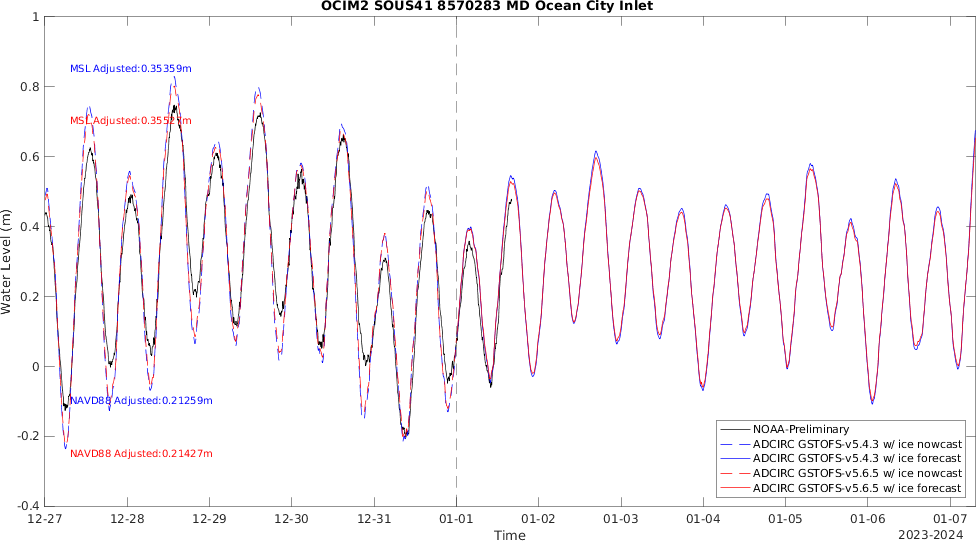 OCIM2 SOUS41 8570283 MD Ocean City Inlet
1
0.8
0.6
0.4
0.2
0
-0.2
-0.4
Water Level (m)
MSL Adjusted:0.35359m
MSL Adjusted:0.35521m
NAVD88 Adjusted:0.21259m
NAVD88 Adjusted:0.21427m
NOAA-Preliminary
ADCIRC GSTOFS-v5.4.3 w/ ice nowcast
ADCIRC GSTOFS-v5.4.3 w/ ice forecast
ADCIRC GSTOFS-v5.6.5 w/ ice nowcast
ADCIRC GSTOFS-v5.6.5 w/ ice forecast
12-27 12-28 12-29 12-30 12-31 01-01 01-02 01-03 01-04 01-05 01-06 01-07
Time
2023-2024